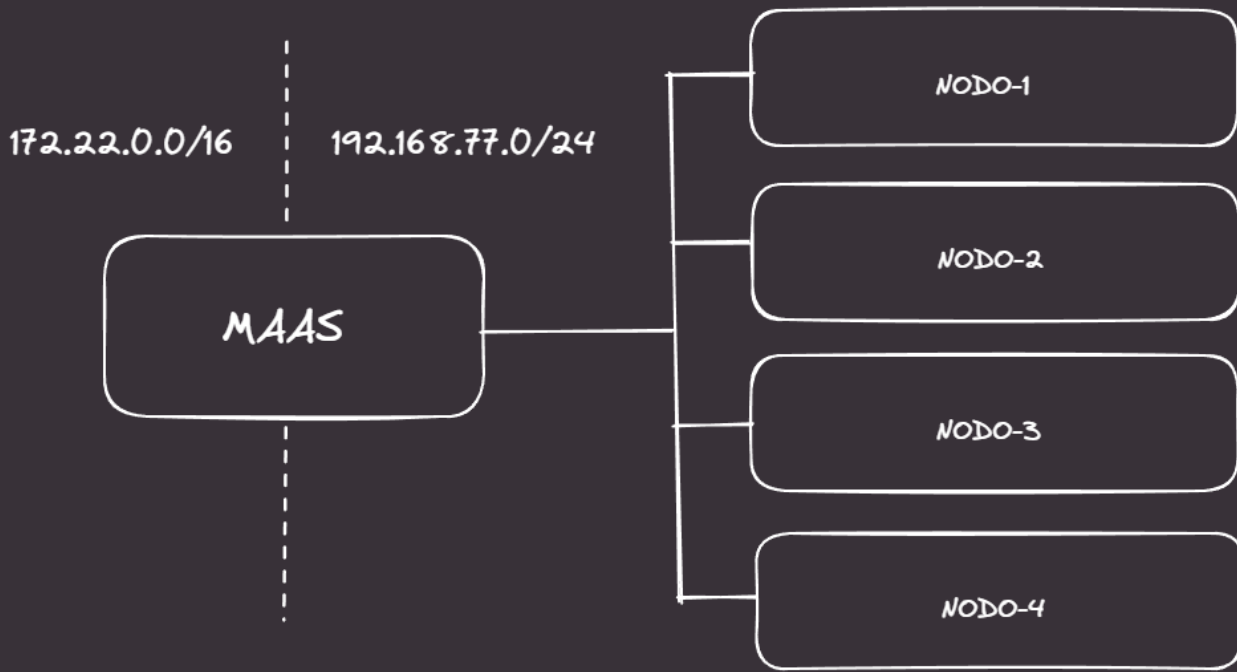 172.22.0.0/16
192.168.77.0/24
MAAS
NODO-1
NODO-2
NODO-3
NODO-4